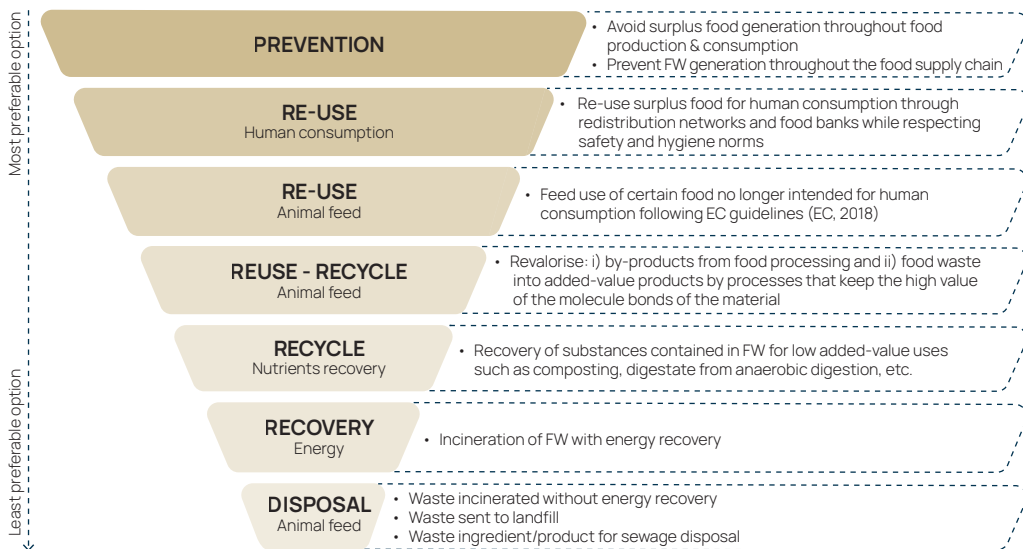 Most preferable option
PREVENTION
• Avoid surplus food generation throughout food
production & consumption
• Prevent FW generation throughout the food supply chain
RE-USE
Human consumption
• Re-use surplus food for human consumption through
redistribution networks and food banks while respecting
safety and hygiene norms
RE-USE
Animal feed
• Feed use of certain food no longer intended for human
consumption following EC guidelines (EC, 2018)
REUSE - RECYCLE
Animal feed
• Revalorise: i) by-products from food processing and ii) food waste
into added-value products by processes that keep the high value
of the molecule bonds of the material
RECYCLE
Nutrients recovery
• Recovery of substances contained in FW for low added-value uses
such as composting, digestate from anaerobic digestion, etc.
Least preferable option
RECOVERY
Energy
• Incineration of FW with energy recovery
DISPOSAL
Animal feed
• Waste incinerated without energy recovery
• Waste sent to landfill
• Waste ingredient/product for sewage disposal